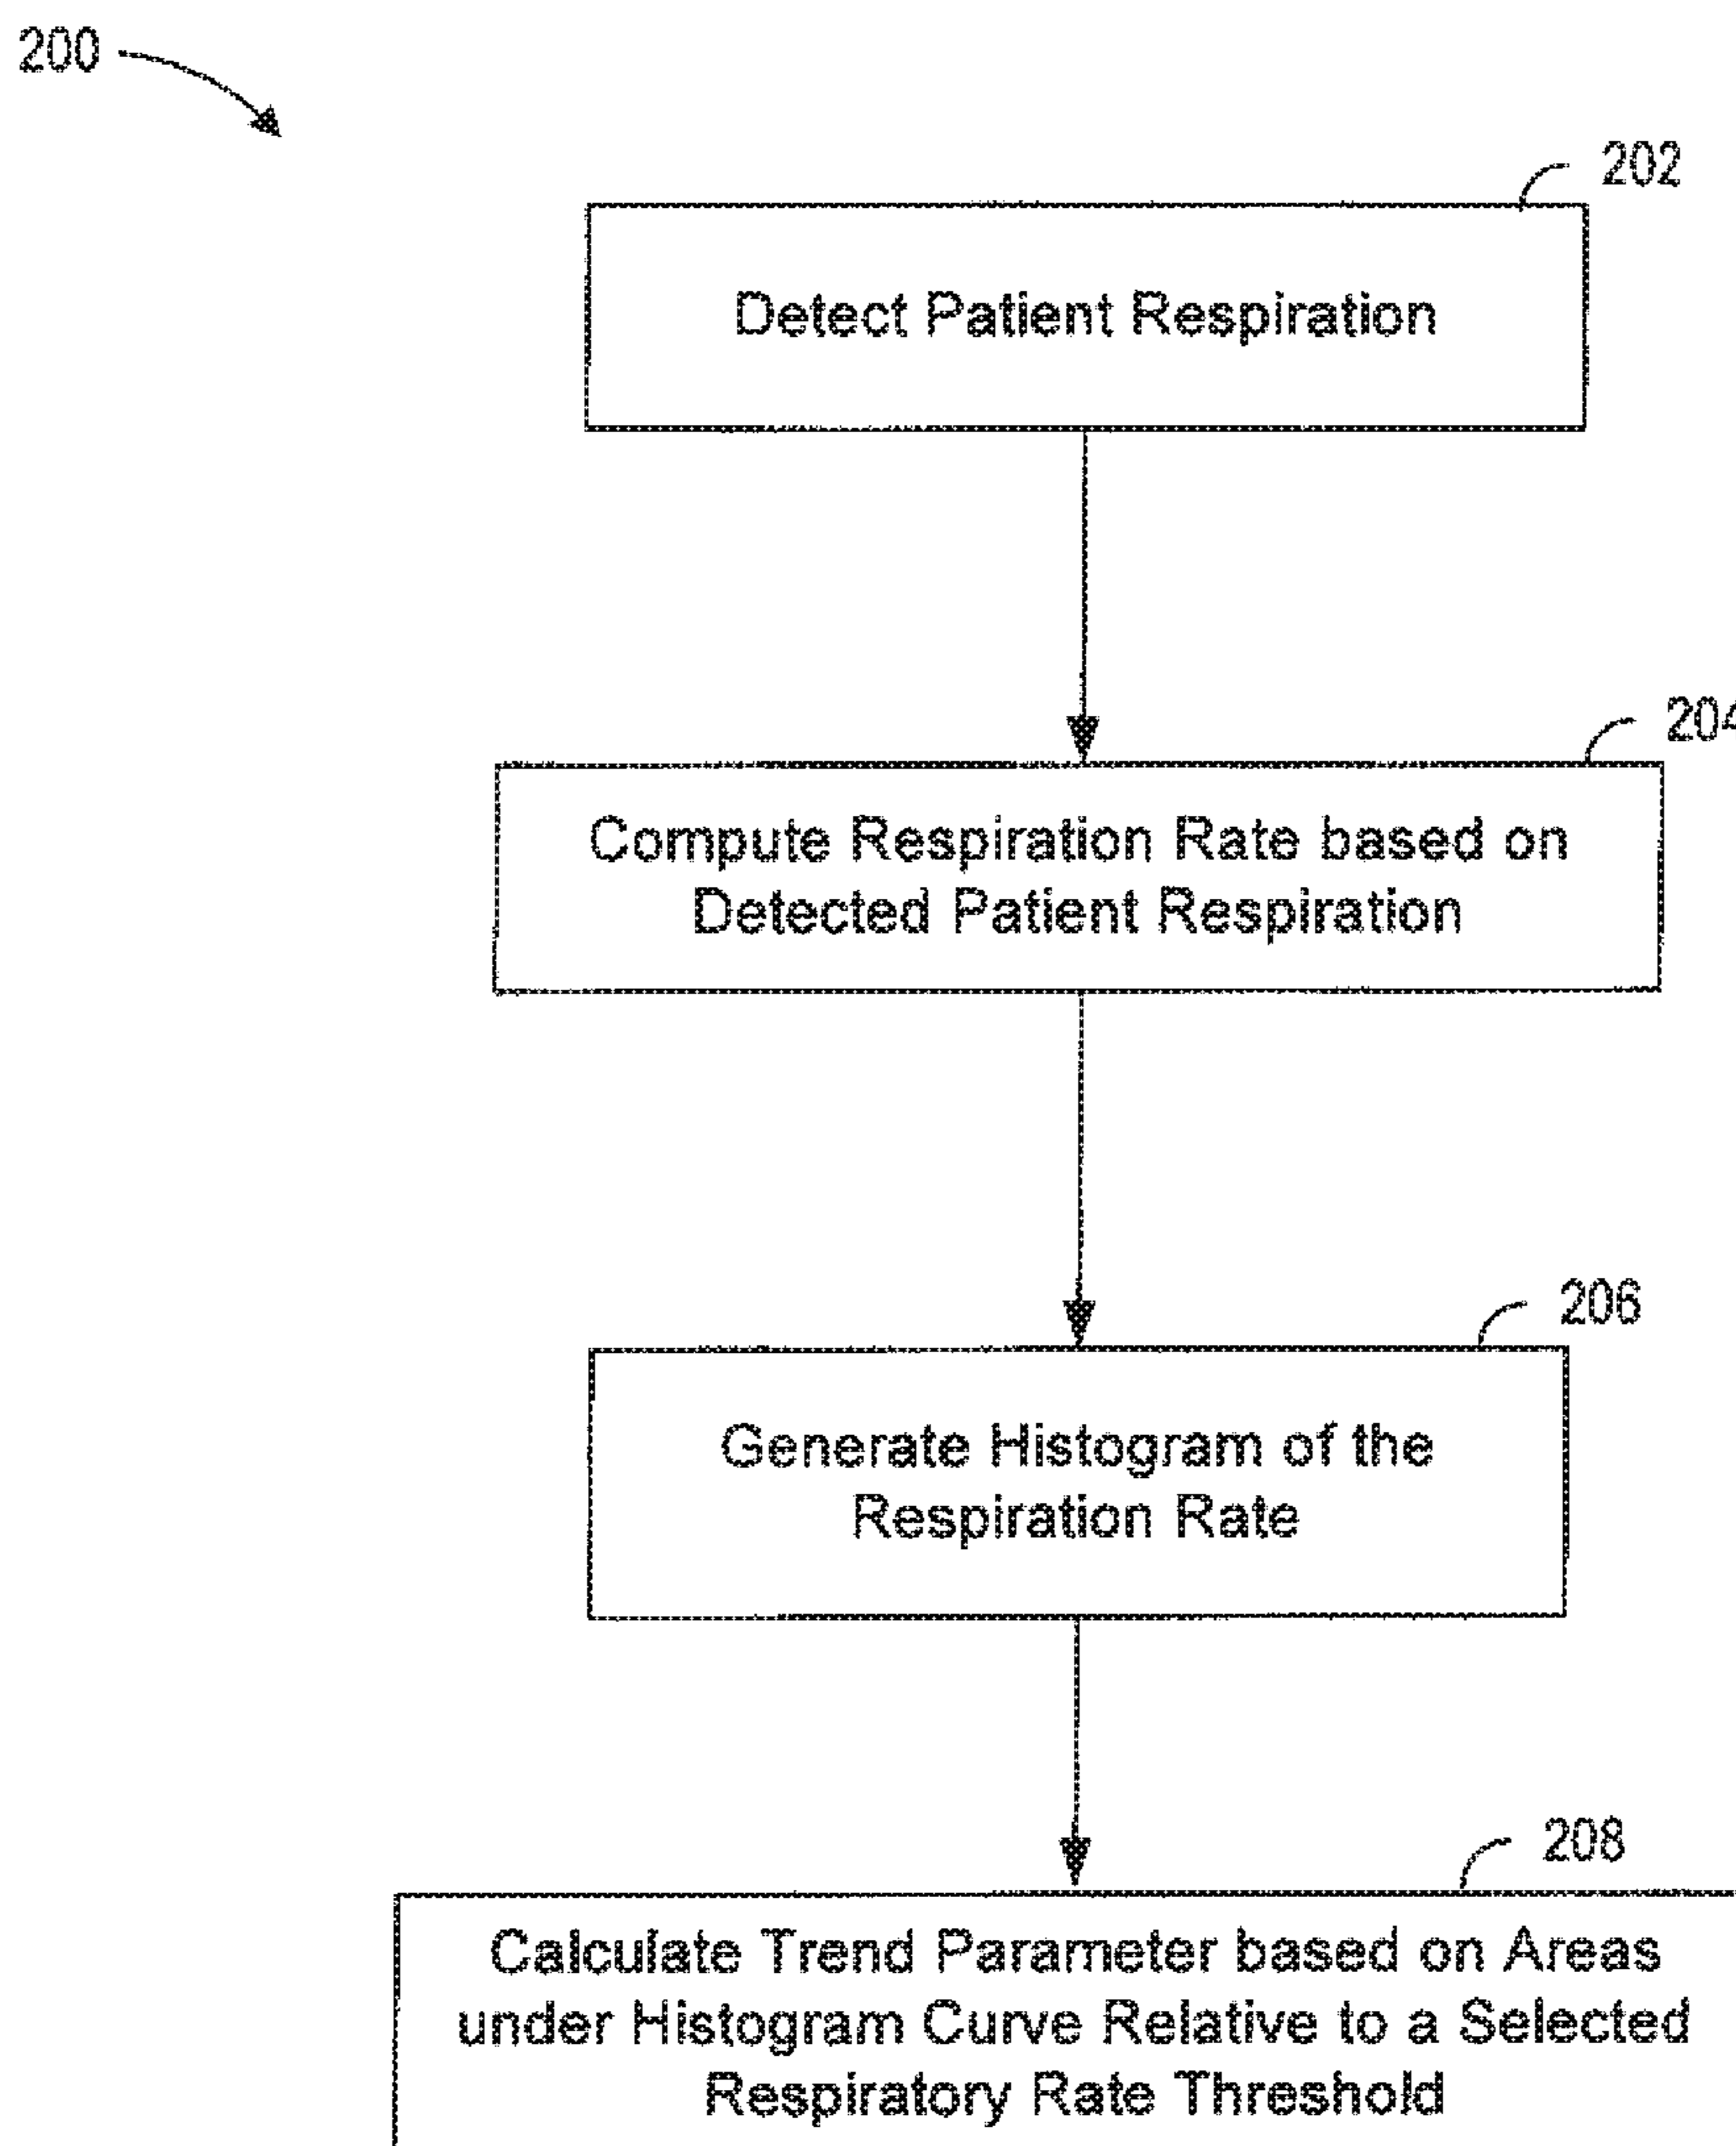 200
202
Detect Patient Respiration
204
Compute Respiration Rate based on
Detected Patient Respiration
206
Generate Histogram of the
Respiration Rate
208
Calculate Trend Parameter based on Areas
under Histogram Curve Relative to a Selected
Respiratory Rate Threshold